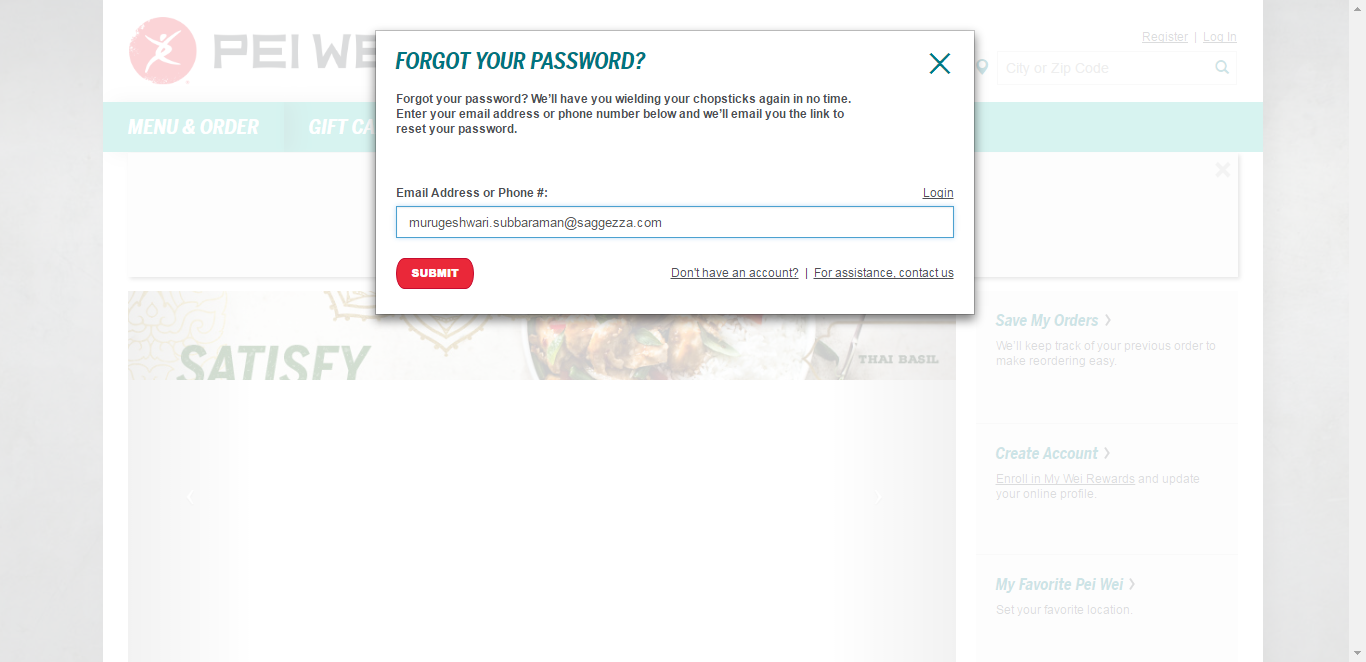 PEI WE
Register | Log In
City or Zip Code
MENU & ORDER
GIFT CA
FORGOT YOUR PASSWORD?
Forgot your password? We'll have you wielding your chopsticks again in no time.
Enter your email address or phone number below and we'll email you the link to
reset your password.
Email Address or Phone #:
Login
murugeshwari.subbaraman@saggezza.com
SUBMIT
Don't have an account? | For assistance, contact us
SATISFY
THAI BASIL
Save My Orders
We'll keep track of your previous order to
make reordering easy.
Create Account
Enroll in My Wei Rewards and update
your online profile.
My Favorite Pei Wei
Set your favorite location.